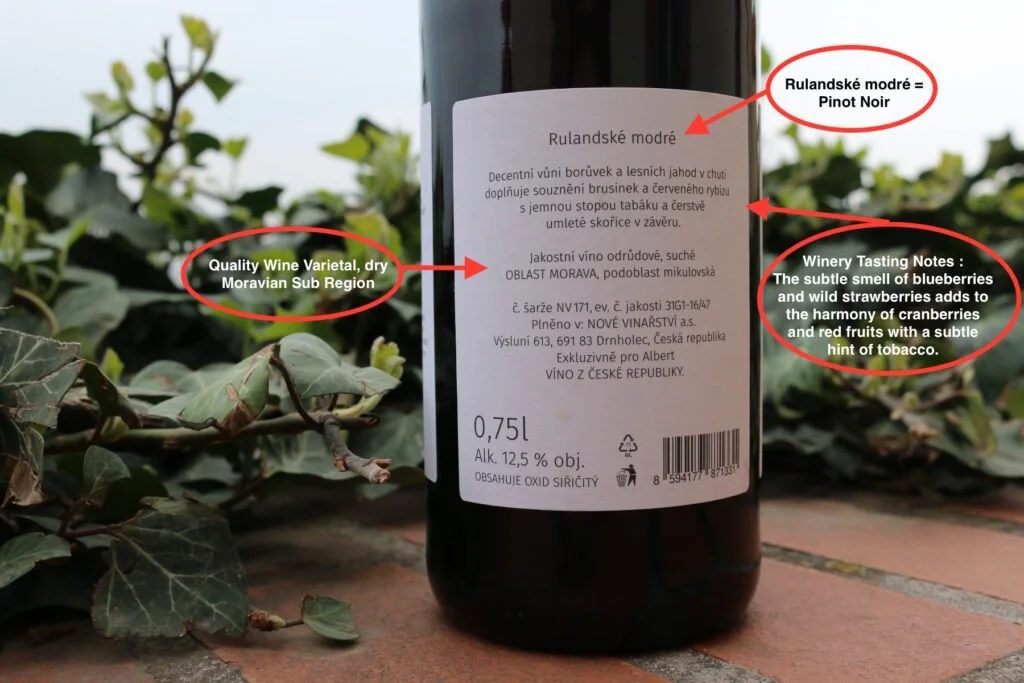 Rulandské modré =
Pinot Noir
Rulandské modré
Decentní vůni borůvek a lesních jahod v chuti
doplňuje souznění brusinek a červeného rybízu
s jemnou stopou tabáku a čerstvě
umleté skořice v závěru.
Quality Wine Varietal, dry
Moravian Sub Region
Jakostní víno odrůdové, suché
OBLAST MORAVA, podoblast mikulovská
Winery Tasting Notes :
The subtle smell of blueberries
and wild strawberries adds to
the harmony of cranberries
and red fruits with a subtle
hint of tobacco.
č. šarže NV 171, ev. č. jakosti 31G1-16/47
Plněno v: NOVÉ VINAŘSTVÍ a.s.
Výsluní 613, 691 83 Drnholec, Česká republika
Exkluzivně pro Albert
VÍNO Z ČESKÉ REPUBLIKY.
0,75l
Alk. 12,5 % obj.
OBSAHUJE OXID SIŘIČITÝ
GL
8 594177 871331